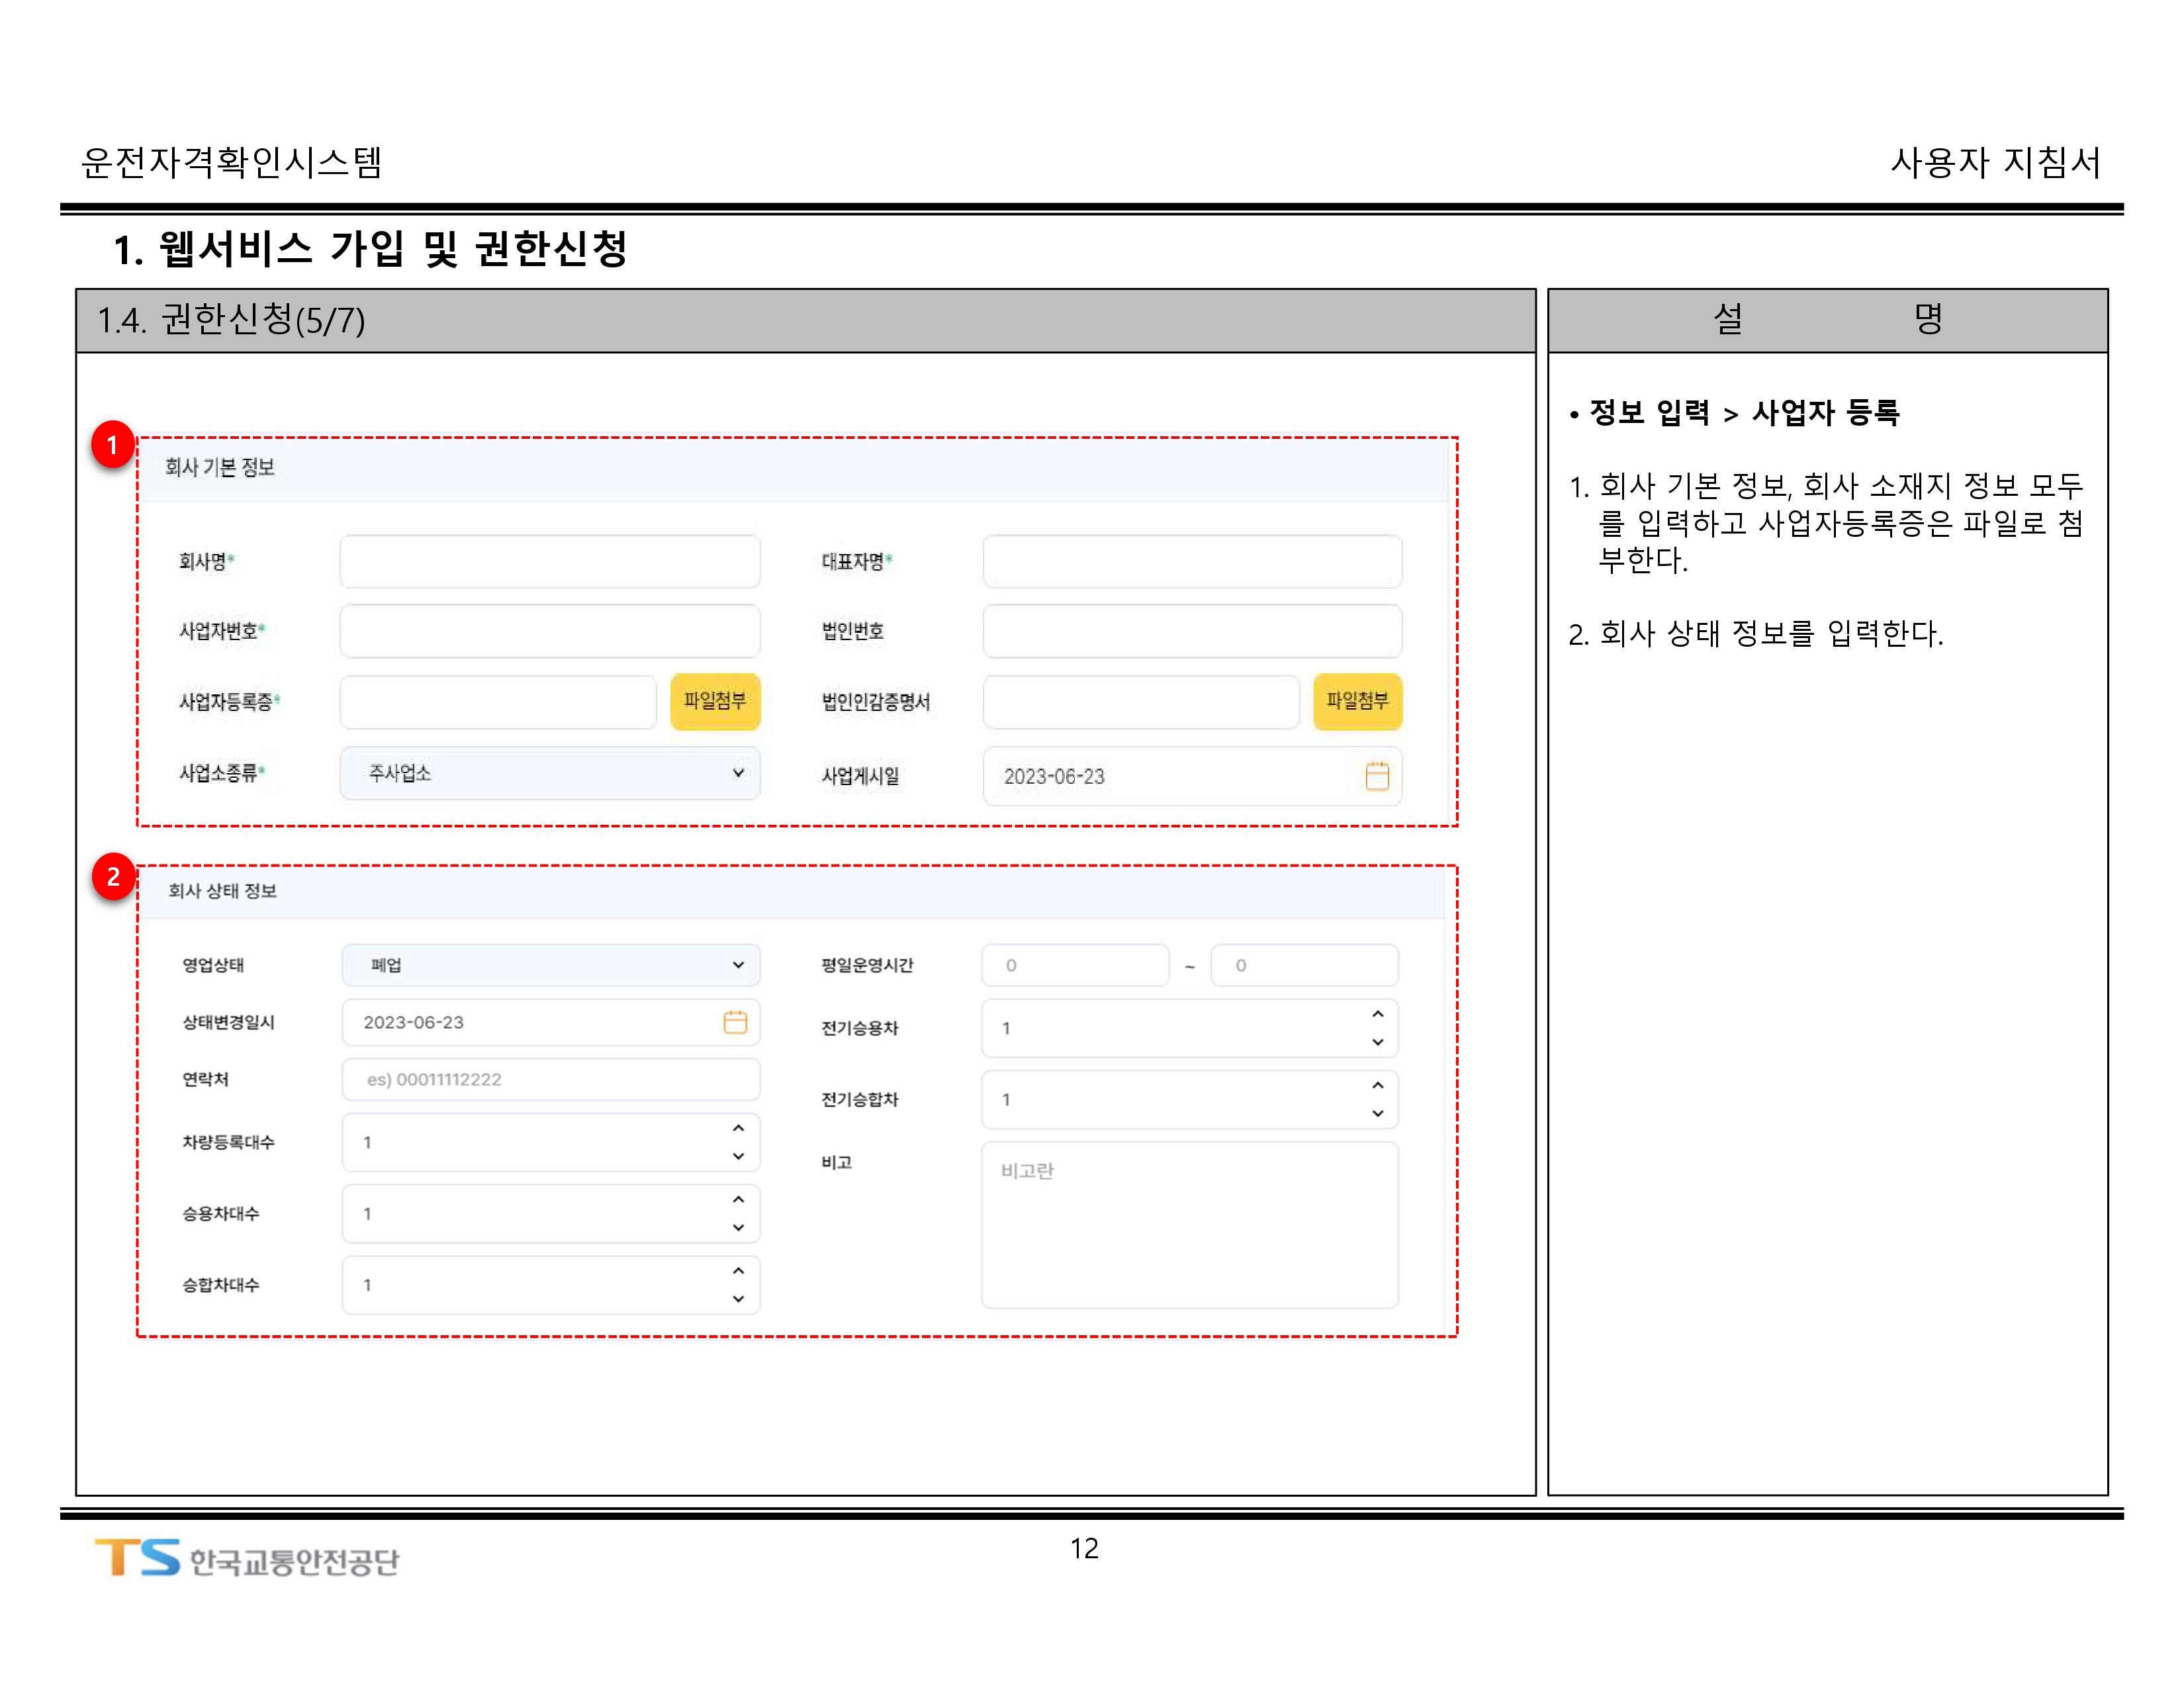 운전자격확인시스템
사용자 지침서
1. 웹서비스 가입 및 권한신청
1.4. 권한신청(5/7)
1
회사 기본 정보
회사명* 대표자명*
사업자번호* 법인번호
사업자등록증* 파일첨부 법인인감증명서 파일첨부
사업소종류* 주사업소 사업게시일 2023-06-23
2
회사 상태 정보
영업상태 폐업 평일운영시간 0 ~ 0
상태변경일시 2023-06-23 전기승용차 1
연락처 es) 00011112222 전기승합차 1
차량등록대수 1 비고 비고란
승용차대수 1
승합차대수 1
설 명
• 정보 입력 > 사업자 등록
1. 회사 기본 정보, 회사 소재지 정보 모두
를 입력하고 사업자등록증은 파일로 첨
부한다.
2. 회사 상태 정보를 입력한다.
TS 한국교통안전공단
12